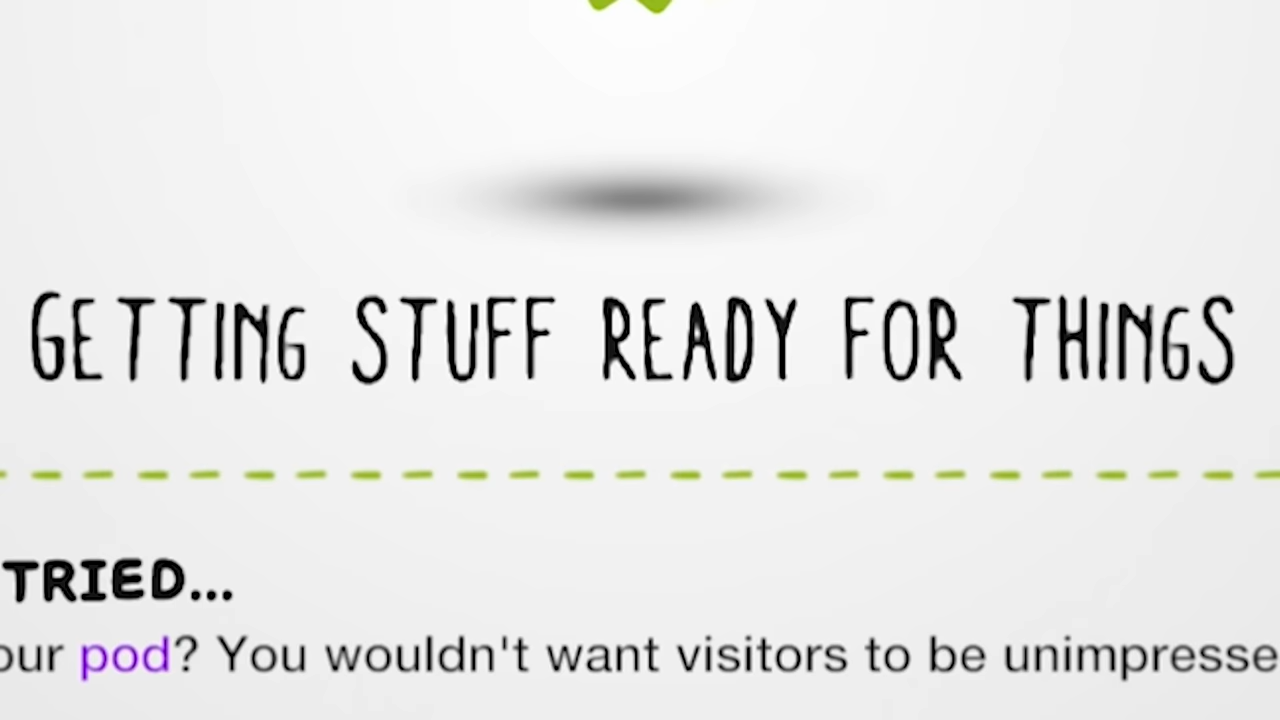 GETTING STUFF READY FOR THINGS
TRIED...
our pod? You wouldn't want visitors to be unimpresse